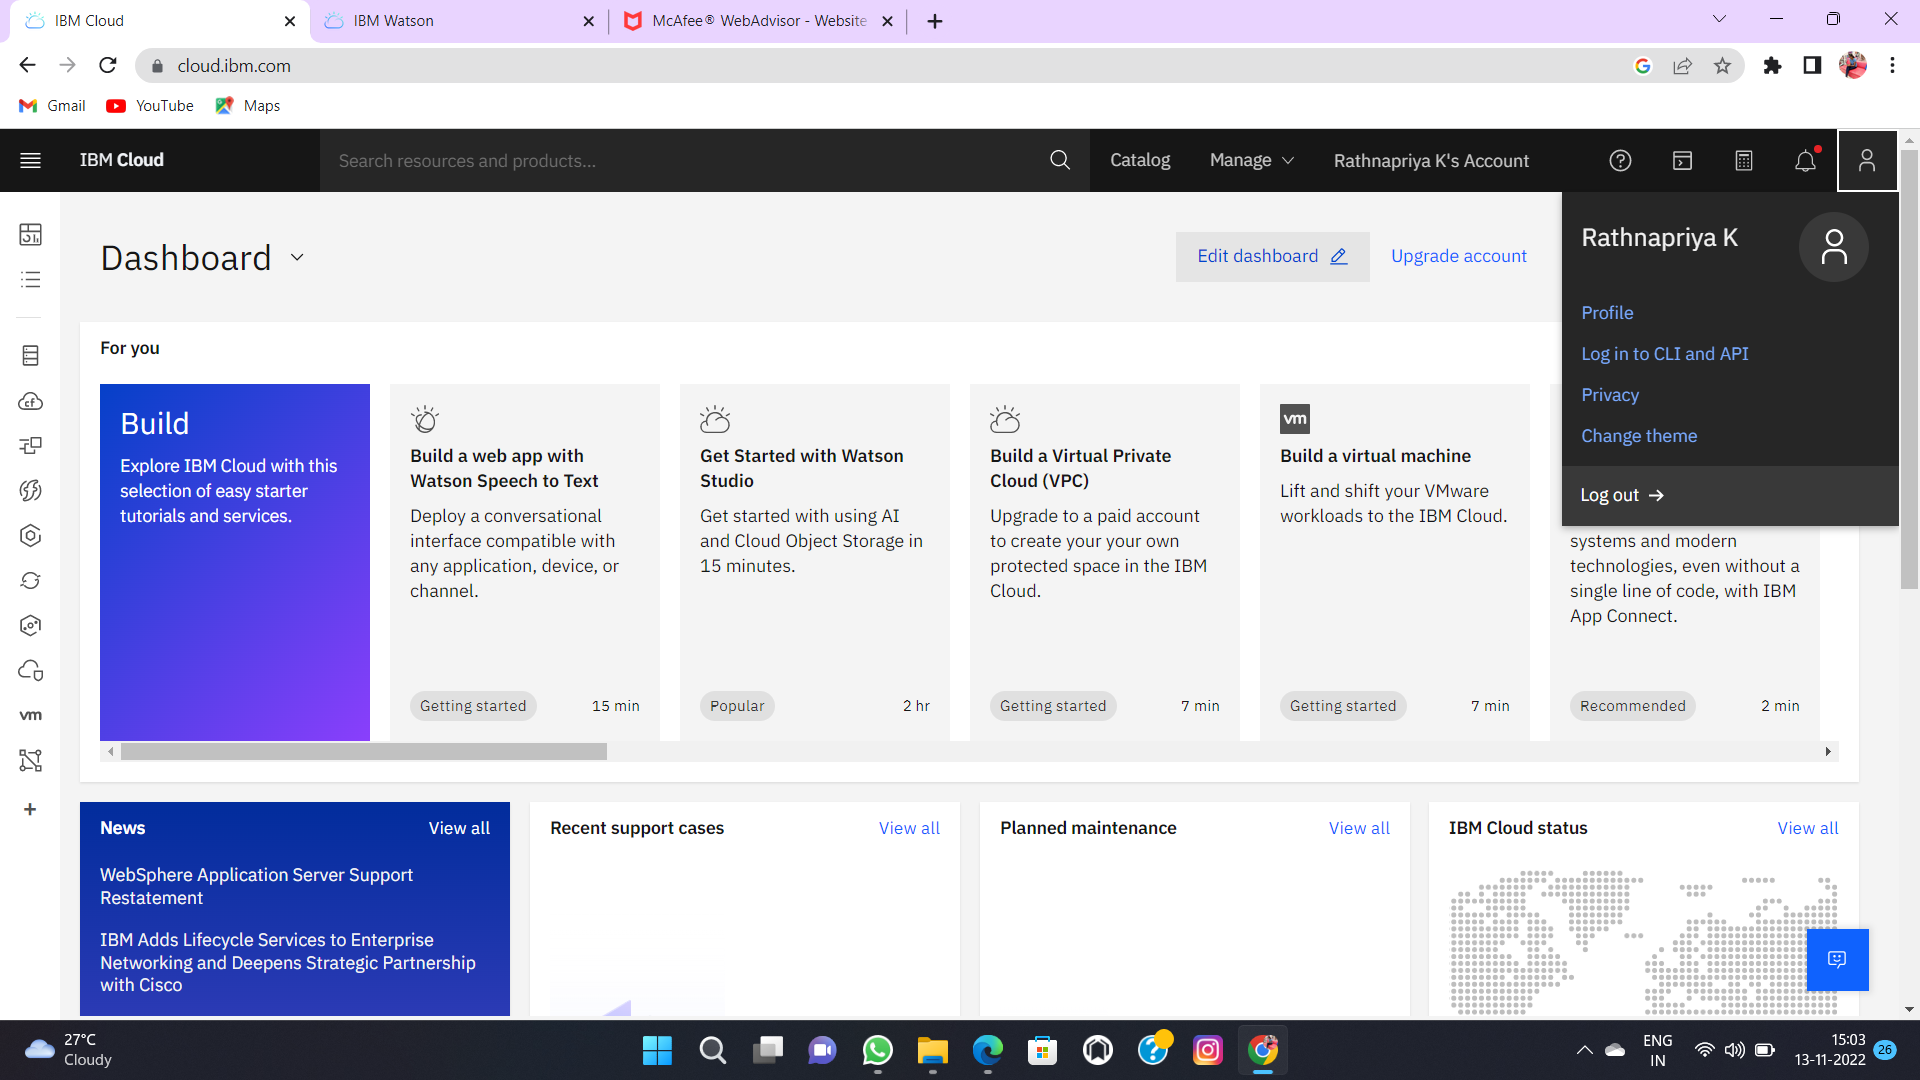 IBM Cloud
IBM Watson
McAfee® WebAdvisor - Website
cloud.ibm.com
Gmail
YouTube
Maps
IBM Cloud
Search resources and products...
Catalog
Manage
Rathnapriya K's Account
Dashboard
Edit dashboard
Upgrade account
Rathnapriya K
Profile
Log in to CLI and API
Privacy
Change theme
Log out
For you
Build
Explore IBM Cloud with this
selection of easy starter
tutorials and services.
Build a web app with
Watson Speech to Text
Deploy a conversational
interface compatible with
any application, device, or
channel.
Getting started
15 min
Get Started with Watson
Studio
Get started with using AI
and Cloud Object Storage in
15 minutes.
Popular
2 hr
Build a Virtual Private
Cloud (VPC)
Upgrade to a paid account
to create your your own
protected space in the IBM
Cloud.
Getting started
7 min
vm
Build a virtual machine
Lift and shift your VMware
workloads to the IBM Cloud.
Getting started
7 min
systems and modern
technologies, even without a
single line of code, with IBM
App Connect.
Recommended
2 min
cf
vm
News
View all
WebSphere Application Server Support
Restatement
IBM Adds Lifecycle Services to Enterprise
Networking and Deepens Strategic Partnership
with Cisco
Recent support cases
View all
Planned maintenance
View all
IBM Cloud status
View all
27°C
Cloudy
ENG
IN
15:03
13-11-2022
26